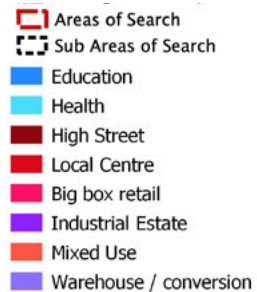 Areas of Search
Sub Areas of Search
Education
Health
High Street
Local Centre
Big box retail
Industrial Estate
Mixed Use
Warehouse / conversion